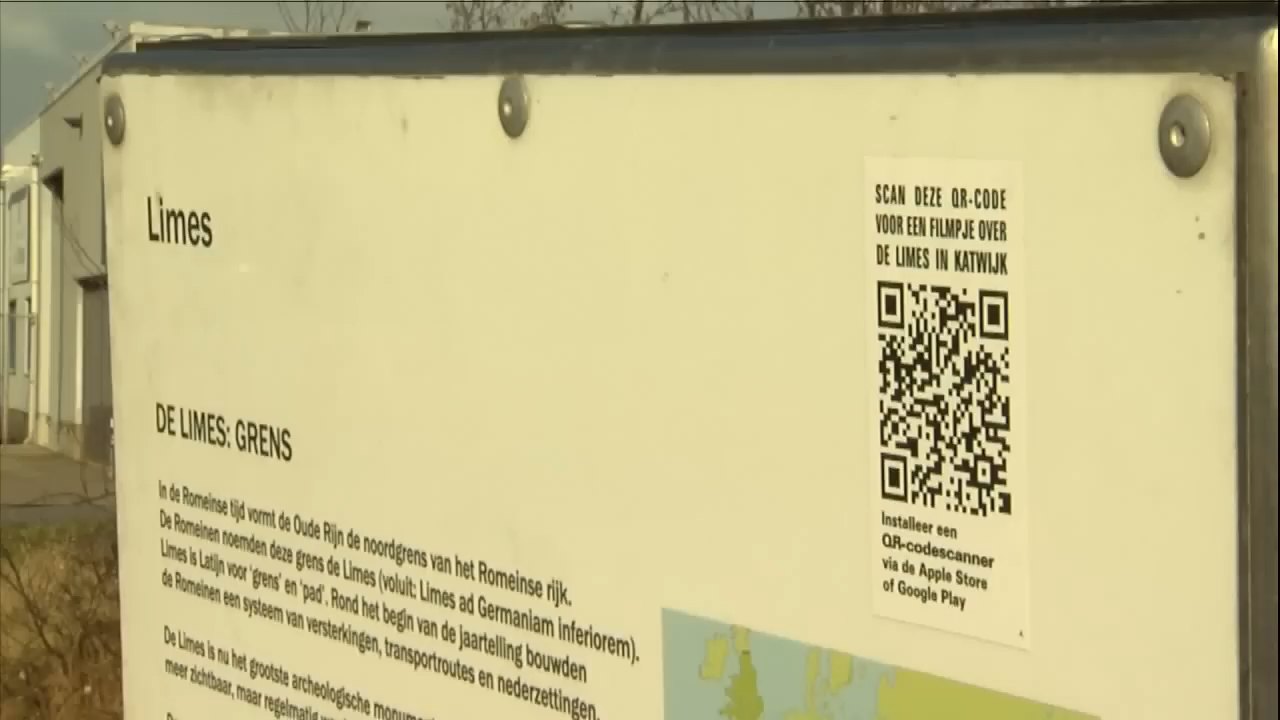 Limes
SCAN DEZE QR-CODE
VOOR EEN FILMPJE OVER
DE LIMES IN KATWIJK
Installeer een
QR-codescanner
via de Apple Store
of Google Play
DE LIMES: GRENS
In de Romeinse tijd vormt de Oude Rijn de noordgrens van het Romeinse rijk.
De Romeinen noemden deze grens de Limes (voluit: Limes ad Germaniam inferiorem).
Limes is Latijn voor 'grens' en 'pad'. Rond het begin van de jaartelling bouwden
de Romeinen een systeem van versterkingen, transportroutes en nederzettingen.
De Limes is nu het grootste archeologische
meer zichtbaar, maar regelmatig